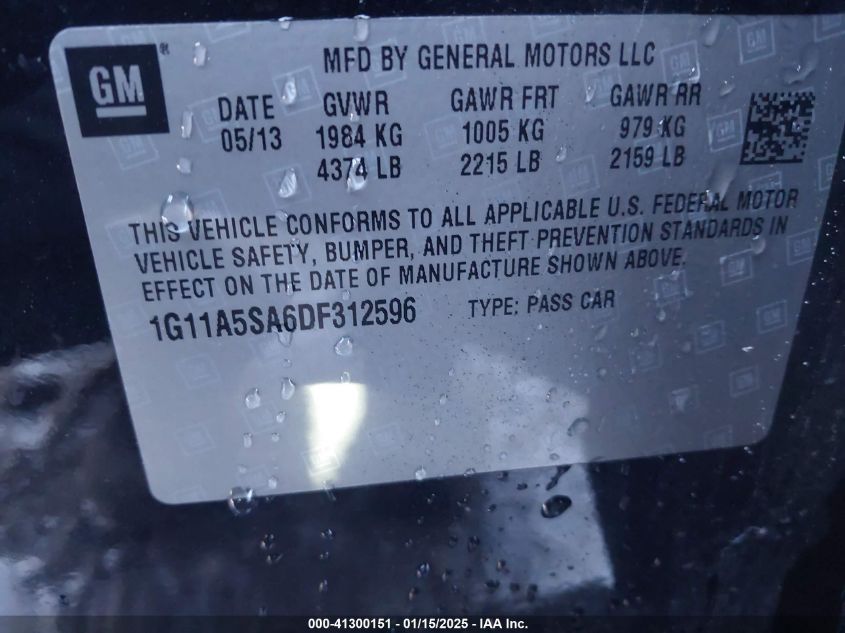 GM ®
MFD BY GENERAL MOTORS LLC
DATE GVWR GAWR FRT GAWR RR
05/13 1984 KG 1005 KG 979 KG
4374 LB 2215 LB 2159 LB
THIS VEHICLE CONFORMS TO ALL APPLICABLE U.S. FEDERAL MOTOR
VEHICLE SAFETY, BUMPER, AND THEFT PREVENTION STANDARDS IN
EFFECT ON THE DATE OF MANUFACTURE SHOWN ABOVE.
1G11A5SA6DF312596 TYPE: PASS CAR
000-41300151 - 01/15/2025 - IAA Inc.